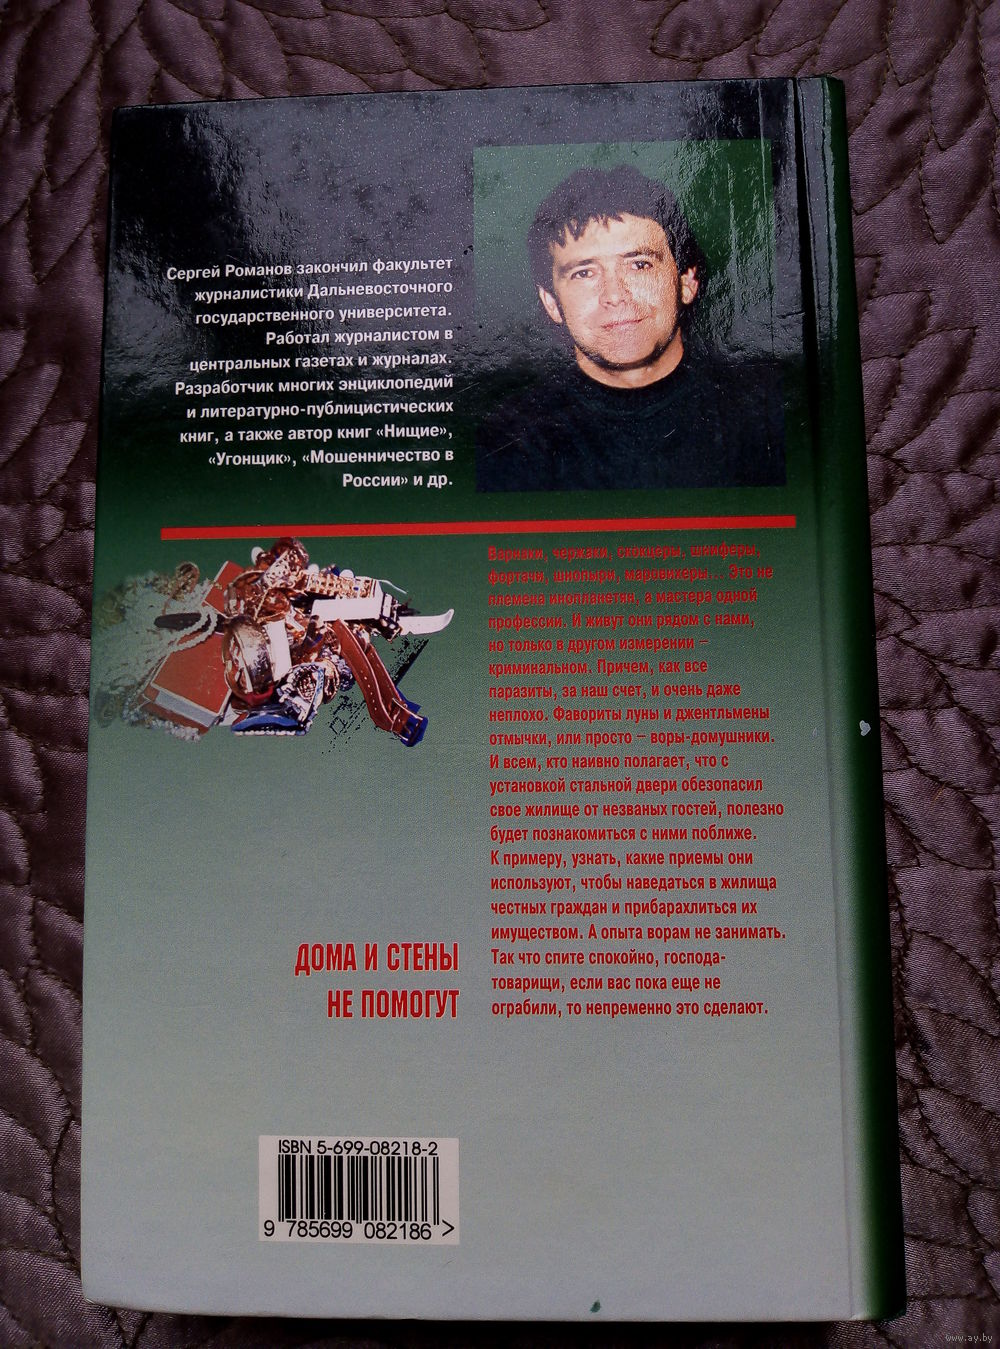 Сергей Романов закончил факультет
журналистики Дальневосточного
государственного университета.
Работал журналистом в
центральных газетах и журналах.
Разработчик многих энциклопедий
и литературно-публицистических
книг, а также автор книг «Нищие»,
«Угонщик», «Мошенничество в
России» и др.
Варнаки, чержаки, скокцеры, шниферы,
фортачи, шнопыри, маровихеры... Это не
племена инопланетян, а мастера одной
профессии. И живут они рядом с нами,
но только в другом измерении –
криминальном. Причем, как все
паразиты, за наш счет, и очень даже
неплохо. Фавориты луны и джентльмены
отмычки, или просто – воры-домушники.
И всем, кто наивно полагает, что с
установкой стальной двери обезопасил
свое жилище от незваных гостей, полезно
будет познакомиться с ними поближе.
К примеру, узнать, какие приемы они
используют, чтобы наведаться в жилища
честных граждан и прибарахлиться их
имуществом. А опыта ворам не занимать.
Так что спите спокойно, господа-
товарищи, если вас пока еще не
ограбили, то непременно это сделают.
ДОМА И СТЕНЫ
НЕ ПОМОГУТ
ISBN 5-699-08218-2
9 785699 082186 >
www.ay.by